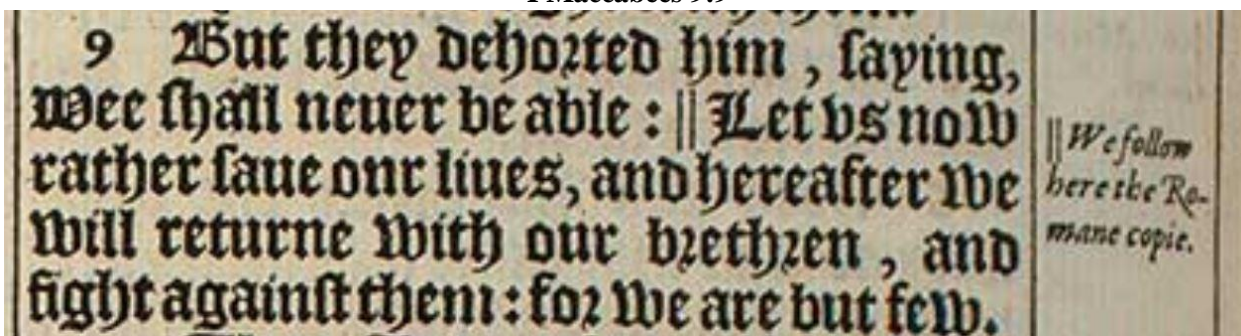 9 But they dehorted him , ſaying,
Wee ſhall neuer be able : || Let vs now
rather ſaue onr liues, and hereafter we
will returne with our brethren , and
fight againſt them : for we are but few.
|| We follow
here the Ro-
mane copie.